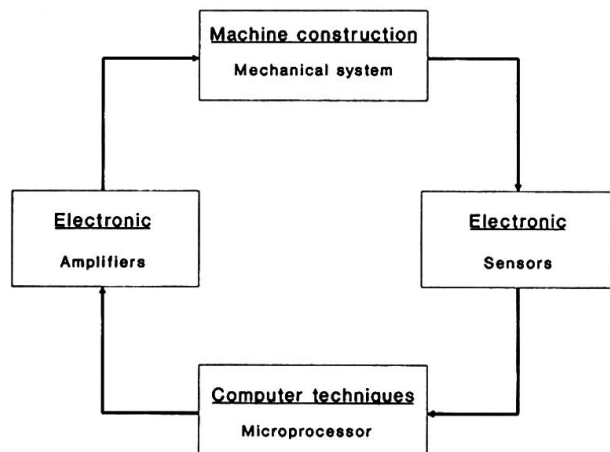 Machine construction
Mechanical system
Electronic
Amplifiers
Electronic
Sensors
Computer techniques
Microprocessor